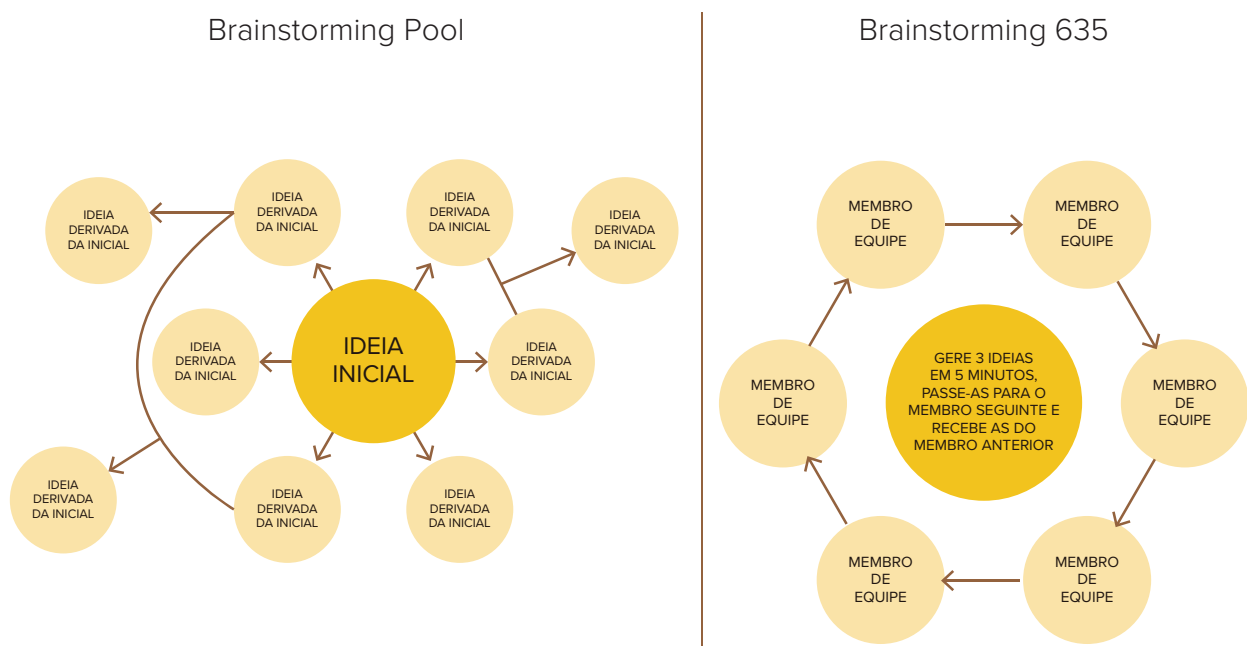 Brainstorming Pool
IDEIA
DERIVADA
DA INICIAL
IDEIA
DERIVADA
DA INICIAL
IDEIA
DERIVADA
DA INICIAL
IDEIA
DERIVADA
DA INICIAL
IDEIA
DERIVADA
DA INICIAL
IDEIA
INICIAL
IDEIA
DERIVADA
DA INICIAL
IDEIA
DERIVADA
DA INICIAL
IDEIA
DERIVADA
DA INICIAL
IDEIA
DERIVADA
DA INICIAL
Brainstorming 635
MEMBRO
DE
EQUIPE
MEMBRO
DE
EQUIPE
MEMBRO
DE
EQUIPE
GERE 3 IDEIAS
EM 5 MINUTOS,
PASSE-AS PARA O
MEMBRO SEGUINTE E
RECEBE AS DO
MEMBRO ANTERIOR
MEMBRO
DE
EQUIPE
MEMBRO
DE
EQUIPE
MEMBRO
DE
EQUIPE